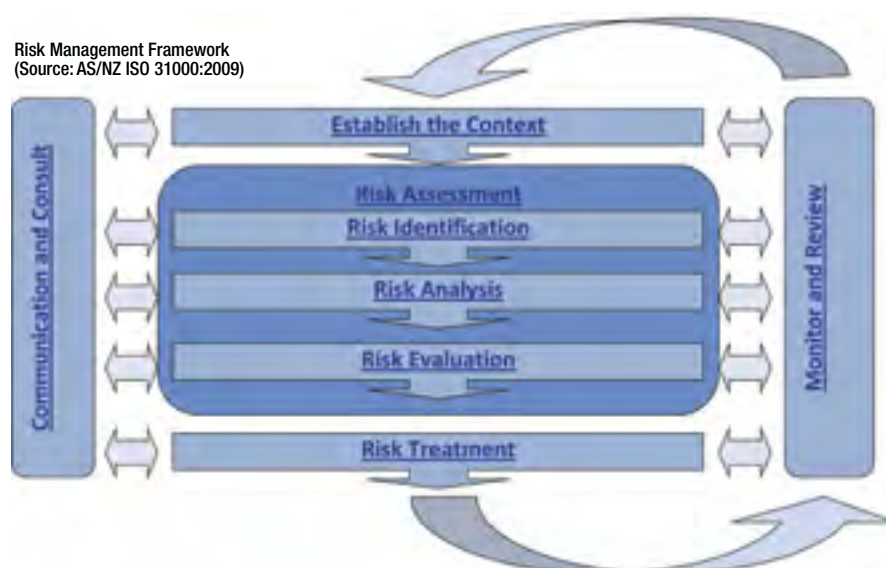 Risk Management Framework
(Source: AS/NZ ISO 31000:2009)
Communication and Consult
Establish the Context
Risk Assessment
Risk Identification
Risk Analysis
Risk Evaluation
Risk Treatment
Monitor and Review